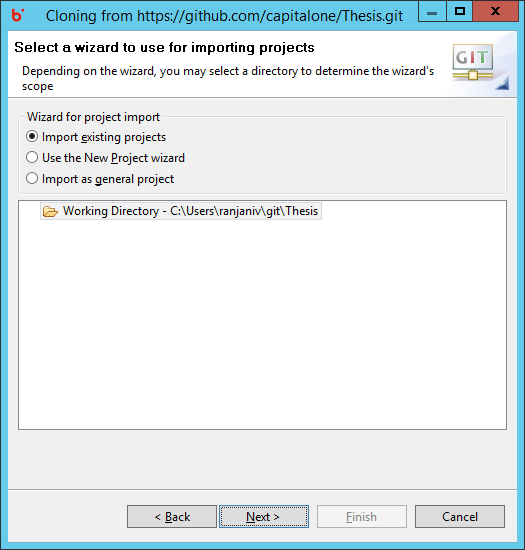 Cloning from https://github.com/capitalone/Thesis.git
Select a wizard to use for importing projects
Depending on the wizard, you may select a directory to determine the wizard's
scope
GIT
Wizard for project import
Import existing projects
Use the New Project wizard
Import as general project
Working Directory - C:\Users\ranjaniv\git\Thesis
< Back
Next >
Finish
Cancel